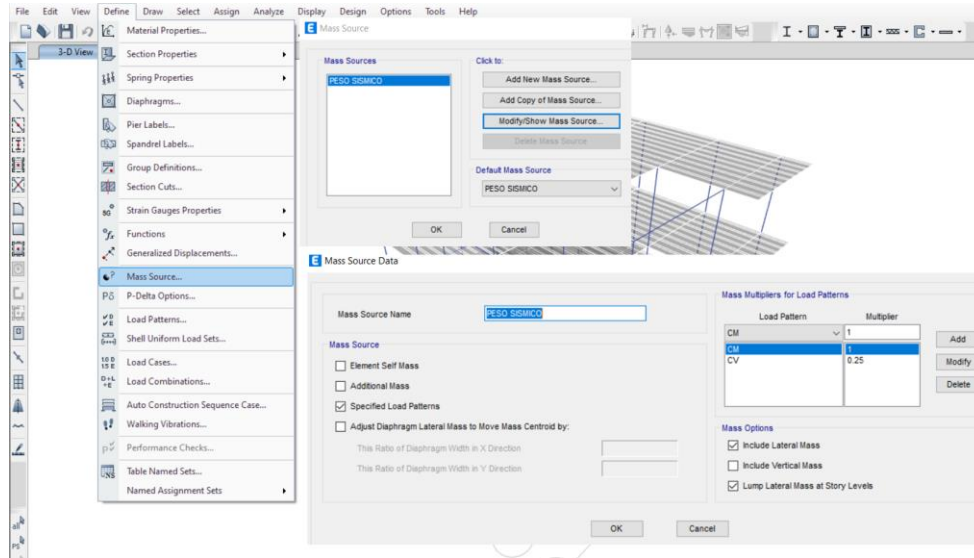 File Edit View Define Draw Select Assign Analyze Display Design Options Tools Help
3-D View
Material Properties...
Section Properties
Spring Properties
Diaphragms...
Pier Labels...
Spandrel Labels...
Group Definitions...
Section Cuts...
Strain Gauges Properties
Functions
Generalized Displacements...
Mass Source...
P-Delta Options...
Load Patterns...
Shell Uniform Load Sets...
Load Cases...
Load Combinations...
Auto Construction Sequence Case...
Walking Vibrations...
Performance Checks...
Table Named Sets...
Named Assignment Sets
E Mass Source
Mass Sources
PESO SISMICO
Click to:
Add New Mass Source...
Add Copy of Mass Source...
Modify/Show Mass Source...
Delete Mass Source
Default Mass Source
PESO SISMICO
OK Cancel
E Mass Source Data
Mass Source Name PESO SISMICO
Mass Source
Element Self Mass
Additional Mass
Specified Load Patterns
Adjust Diaphragm Lateral Mass to Move Mass Centroid by:
This Ratio of Diaphragm Width in X Direction
This Ratio of Diaphragm Width in Y Direction
Mass Multipliers for Load Patterns
Load Pattern Multiplier
CM 1
CM 1
CV 0.25
Add
Modify
Delete
Mass Options
Include Lateral Mass
Include Vertical Mass
Lump Lateral Mass at Story Levels
OK Cancel